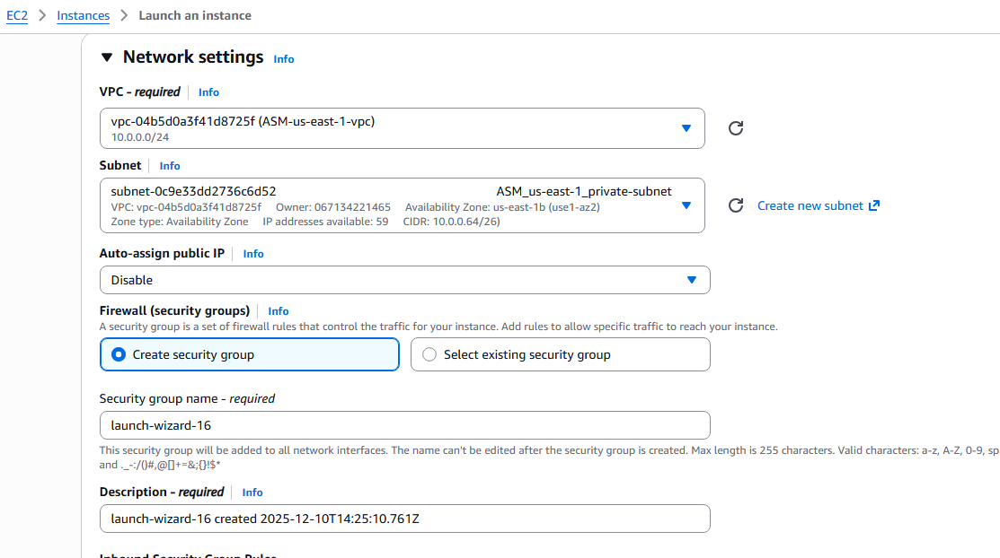 EC2 > Instances > Launch an instance
Network settings Info
VPC - required Info
vpc-04b5d0a3f41d8725f (ASM-us-east-1-vpc)
10.0.0.0/24
Subnet Info
subnet-0c9e33dd2736c6d52 ASM_us-east-1_private-subnet
VPC: vpc-04b5d0a3f41d8725f Owner: 067134221465 Availability Zone: us-east-1b (use1-az2)
Zone type: Availability Zone IP addresses available: 59 CIDR: 10.0.0.64/26)
Create new subnet
Auto-assign public IP Info
Disable
Firewall (security groups) Info
A security group is a set of firewall rules that control the traffic for your instance. Add rules to allow specific traffic to reach your instance.
Create security group Select existing security group
Security group name - required
launch-wizard-16
This security group will be added to all network interfaces. The name can't be edited after the security group is created. Max length is 255 characters. Valid characters: a-z, A-Z, 0-9, sp
and ._-:/()#,@[]+=&;{}!$*
Description - required Info
launch-wizard-16 created 2025-12-10T14:25:10.761Z
Inbound Security Group Rules